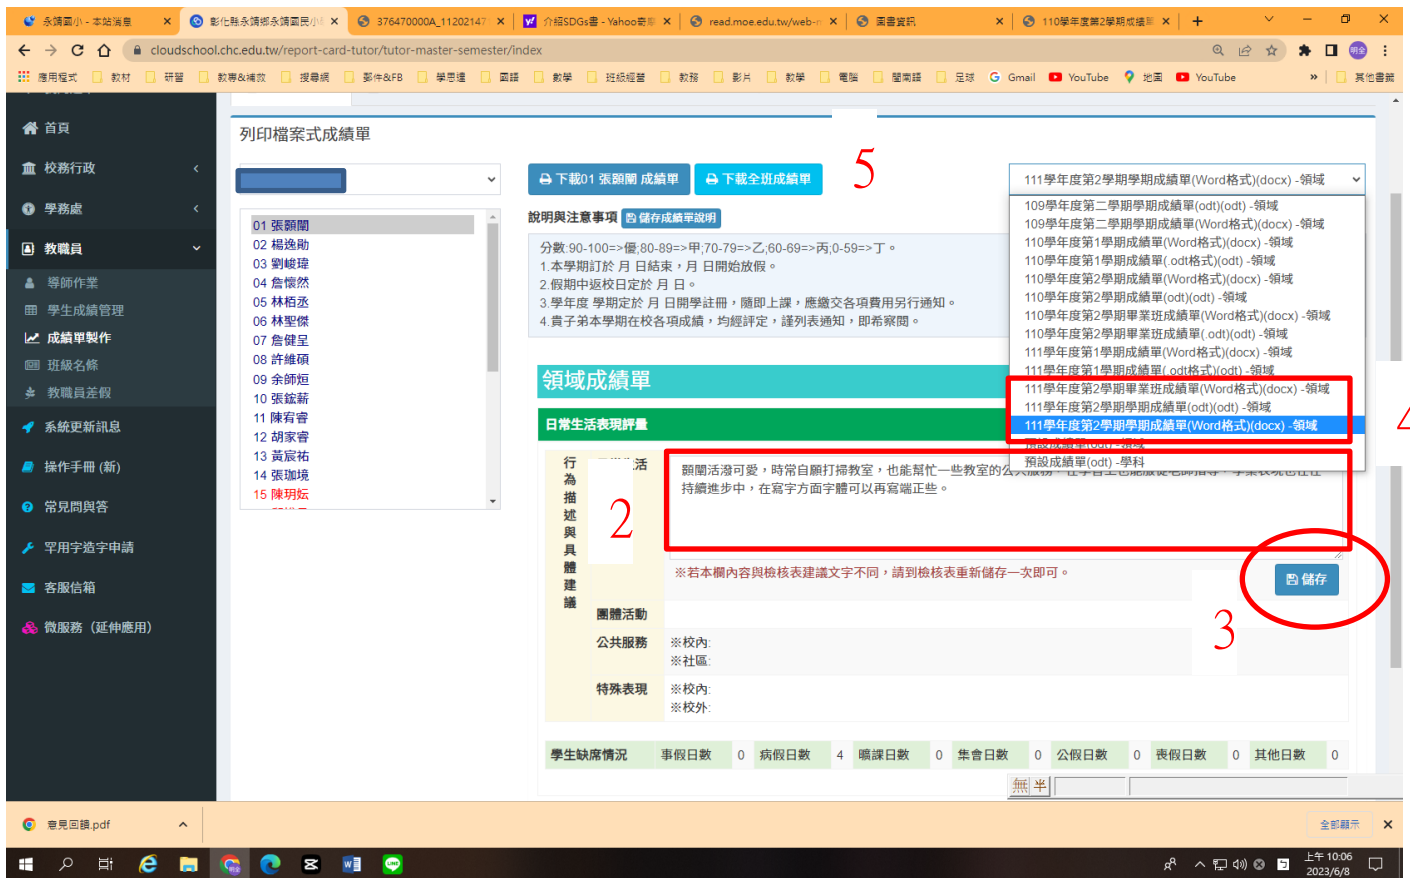 永靖國小 - 本站消息
彰化縣永靖鄉永靖國民小
376470000A_1120214
介紹SDGs書 - Yahoo奇
read.moe.edu.tw/web-
圖書資訊
110學年度第2學期成績
cloudschool.chc.edu.tw/report-card-tutor/tutor-master-semester/index
應用程式 教材 研習 教專&補救 搜尋網 郵件&FB 學思達 國語 數學 班級經營 教務 影片 教學 電腦 閩南語 足球 Gmail YouTube 地圖 YouTube » 其他書籤
首頁
校務行政
學務處
教職員
導師作業
學生成績管理
成績單製作
班級名條
教職員差假
系統更新訊息
操作手冊 (新)
常見問與答
罕用字造字申請
客服信箱
微服務（延伸應用）
列印檔案式成績單
01 張顥闈
02 楊逸勛
03 劉峻瑋
04 詹懷然
05 林栢丞
06 林聖傑
07 詹健呈
08 許維碩
09 余師烜
10 張鋐薪
11 陳宥睿
12 胡家睿
13 黃宸祐
14 張珈境
15 陳玥妘
下載01 張顥闈 成績單 下載全班成績單
5
111學年度第2學期學期成績單(Word格式)(docx) -領域
109學年度第二學期學期成績單(odt)(odt) -領域
109學年度第二學期學期成績單(Word格式)(docx) -領域
110學年度第1學期成績單(Word格式)(docx) -領域
110學年度第1學期成績單(.odt格式)(odt) -領域
110學年度第2學期成績單(Word格式)(docx) -領域
110學年度第2學期成績單(odt)(odt) -領域
110學年度第2學期畢業班成績單(Word格式)(docx) -領域
110學年度第2學期畢業班成績單(.odt)(odt) -領域
111學年度第1學期成績單(Word格式)(docx) -領域
111學年度第1學期成績單(.odt格式)(odt) -領域
111學年度第2學期畢業班成績單(Word格式)(docx) -領域
111學年度第2學期學期成績單(odt)(odt) -領域
111學年度第2學期學期成績單(Word格式)(docx) -領域
預設成績單(odt) -領域
預設成績單(odt) -學科
4
說明與注意事項 儲存成績單說明
分數:90-100=>優;80-89=>甲;70-79=>乙;60-69=>丙;0-59=>丁。
1.本學期訂於 月 日結束，月 日開始放假。
2.假期中返校日定於 月 日。
3.學年度 學期定於 月 日開學註冊，隨即上課，應繳交各項費用另行通知。
4.貴子弟本學期在校各項成績，均經評定，謹列表通知，即希察閱。
領域成績單
日常生活表現評量
行為描述與具體建議
2
顥闈活潑可愛，時常自願打掃教室，也能幫忙一些教室的公共服務。在學習上也能服從老師指導，學業表現也在在
持續進步中，在寫字方面字體可以再寫端正些。
※若本欄內容與檢核表建議文字不同，請到檢核表重新儲存一次即可。
儲存
3
團體活動
公共服務
※校內:
※社區:
特殊表現
※校內:
※校外:
學生缺席情況 事假日數 0 病假日數 4 曠課日數 0 集會日數 0 公假日數 0 喪假日數 0 其他日數 0
無 半
意見回饋.pdf
全部顯示
上午 10:06
2023/6/8